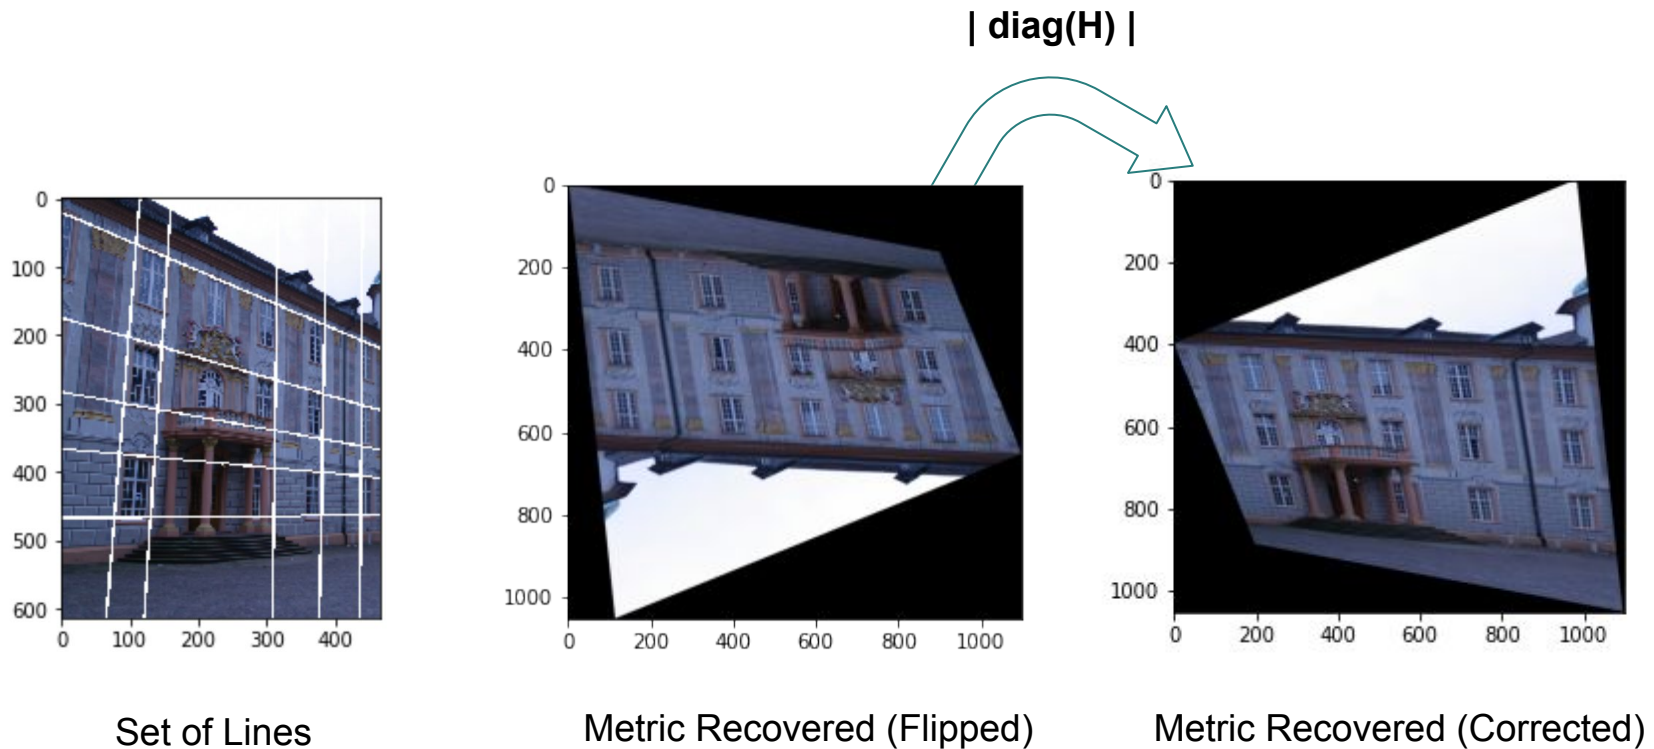 | diag(H) |
0
100
200
300
400
500
600
0 100 200 300 400
0
200
400
600
800
1000
0 200 400 600 800 1000
0
200
400
600
800
1000
0 200 400 600 800 1000
Set of Lines
Metric Recovered (Flipped)
Metric Recovered (Corrected)